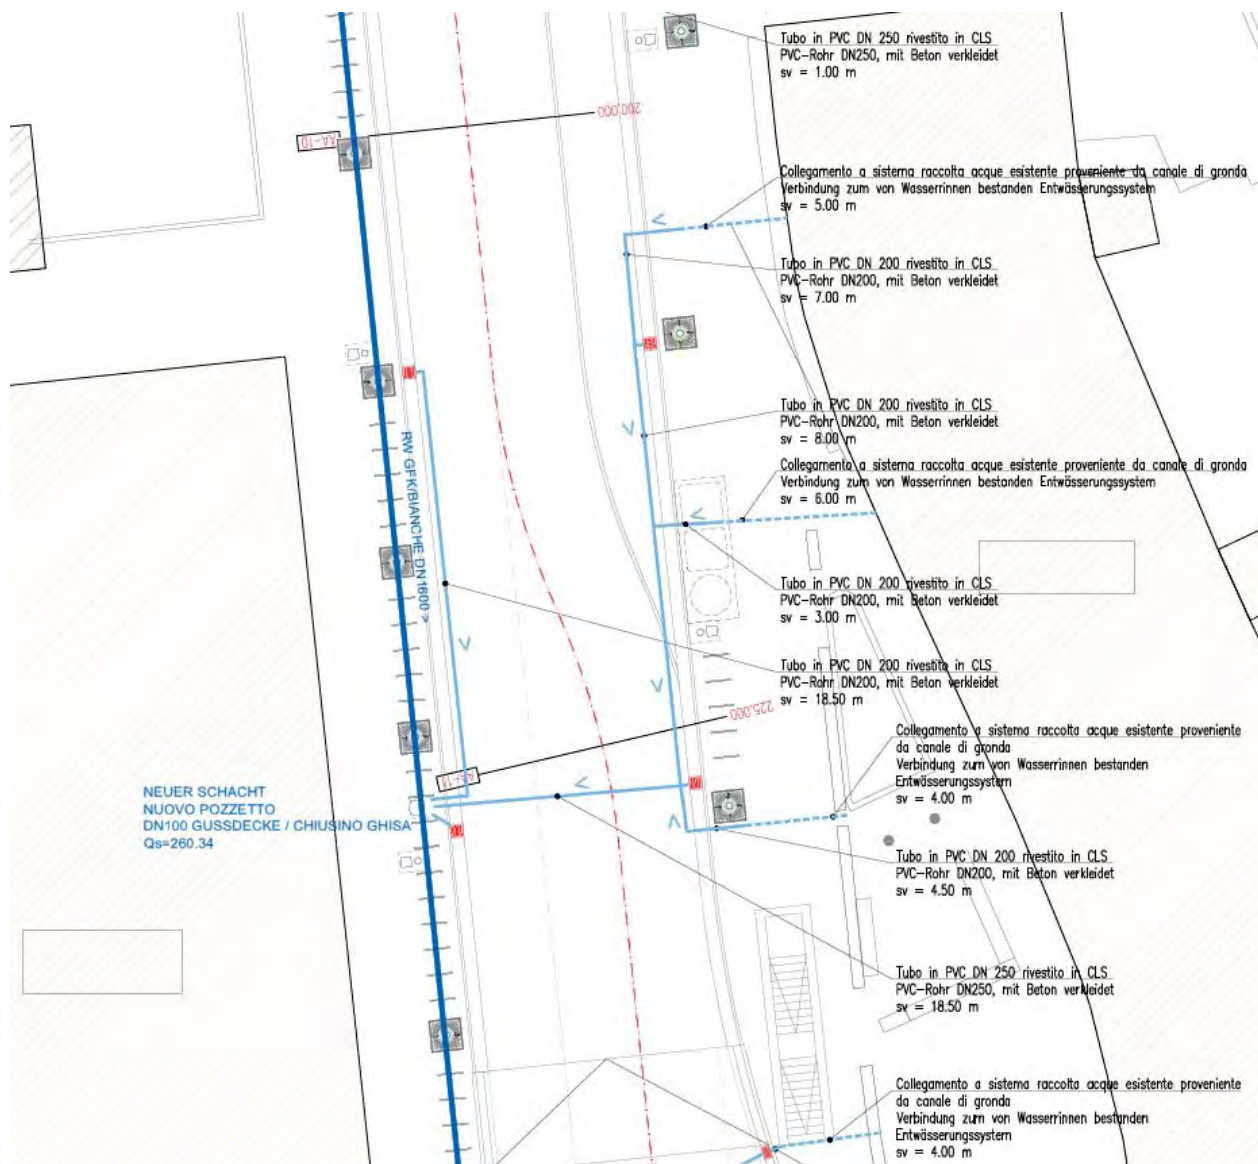 Tubo in PVC DN 250 rivestito in CLS
PVC-Rohr DN250, mit Beton verkleidet
sv = 1.00 m
200,000
AA-10
Collegamento a sistema raccolta acque esistente proveniente da canale di gronda
Verbindung zum von Wasserrinnen bestanden Entwässerungssystem
sv = 5.00 m
Tubo in PVC DN 200 rivestito in CLS
PVC-Rohr DN200, mit Beton verkleidet
sv = 7.00 m
Tubo in PVC DN 200 rivestito in CLS
PVC-Rohr DN200, mit Beton verkleidet
sv = 8.00 m
Collegamento a sistema raccolta acque esistente proveniente da canale di gronda
Verbindung zum von Wasserrinnen bestanden Entwässerungssystem
sv = 6.00 m
RW GFK/BIANCHE DN1600 >
Tubo in PVC DN 200 rivestito in CLS
PVC-Rohr DN200, mit Beton verkleidet
sv = 3.00 m
Tubo in PVC DN 200 rivestito in CLS
PVC-Rohr DN200, mit Beton verkleidet
sv = 18.50 m
225,000
AA-11
Collegamento a sistema raccolta acque esistente proveniente
da canale di gronda
Verbindung zum von Wasserrinnen bestanden
Entwässerungssystem
sv = 4.00 m
NEUER SCHACHT
NUOVO POZZETTO
DN100 GUSSDECKE / CHIUSINO GHISA
Qs=260.34
Tubo in PVC DN 200 rivestito in CLS
PVC-Rohr DN200, mit Beton verkleidet
sv = 4.50 m
Tubo in PVC DN 250 rivestito in CLS
PVC-Rohr DN250, mit Beton verkleidet
sv = 18.50 m
Collegamento a sistema raccolta acque esistente proveniente
da canale di gronda
Verbindung zum von Wasserrinnen bestanden
Entwässerungssystem
sv = 4.00 m